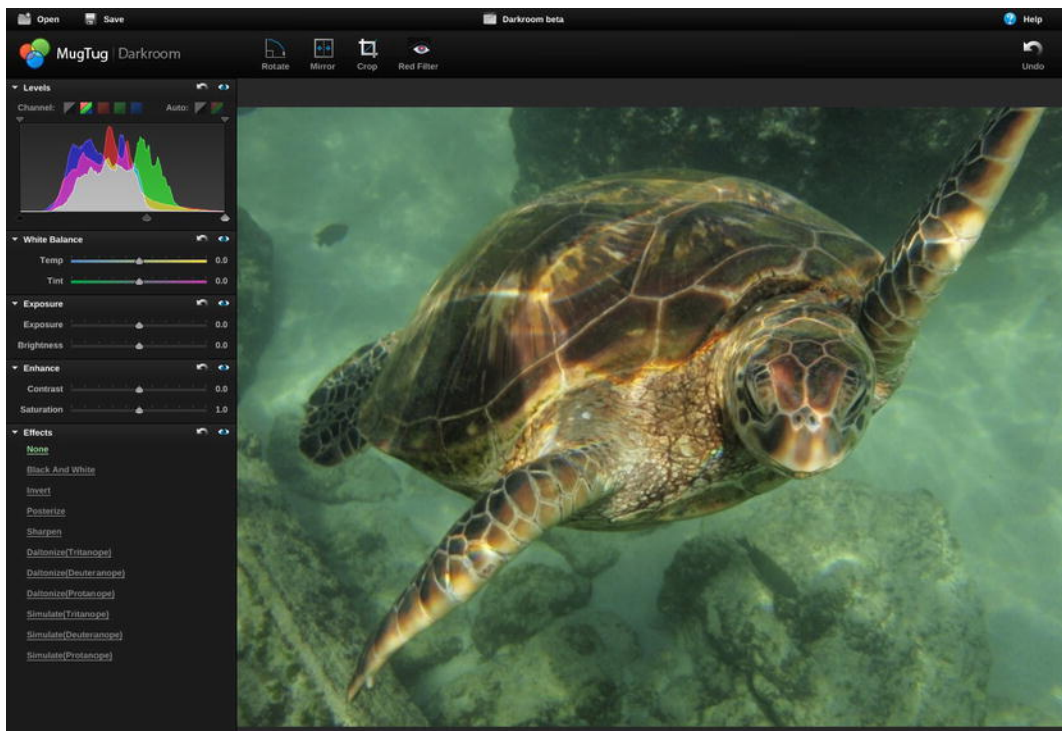 Open Save Darkroom beta Help
MugTug | Darkroom
Rotate Mirror Crop Red Filter Undo
Levels
Channel: Auto:
White Balance
Temp 0.0
Tint 0.0
Exposure
Exposure 0.0
Brightness 0.0
Enhance
Contrast 0.0
Saturation 1.0
Effects
None
Black And White
Invert
Posterize
Sharpen
Daltonize(Tritanope)
Daltonize(Deuteranope)
Daltonize(Protanope)
Simulate(Tritanope)
Simulate(Deuteranope)
Simulate(Protanope)